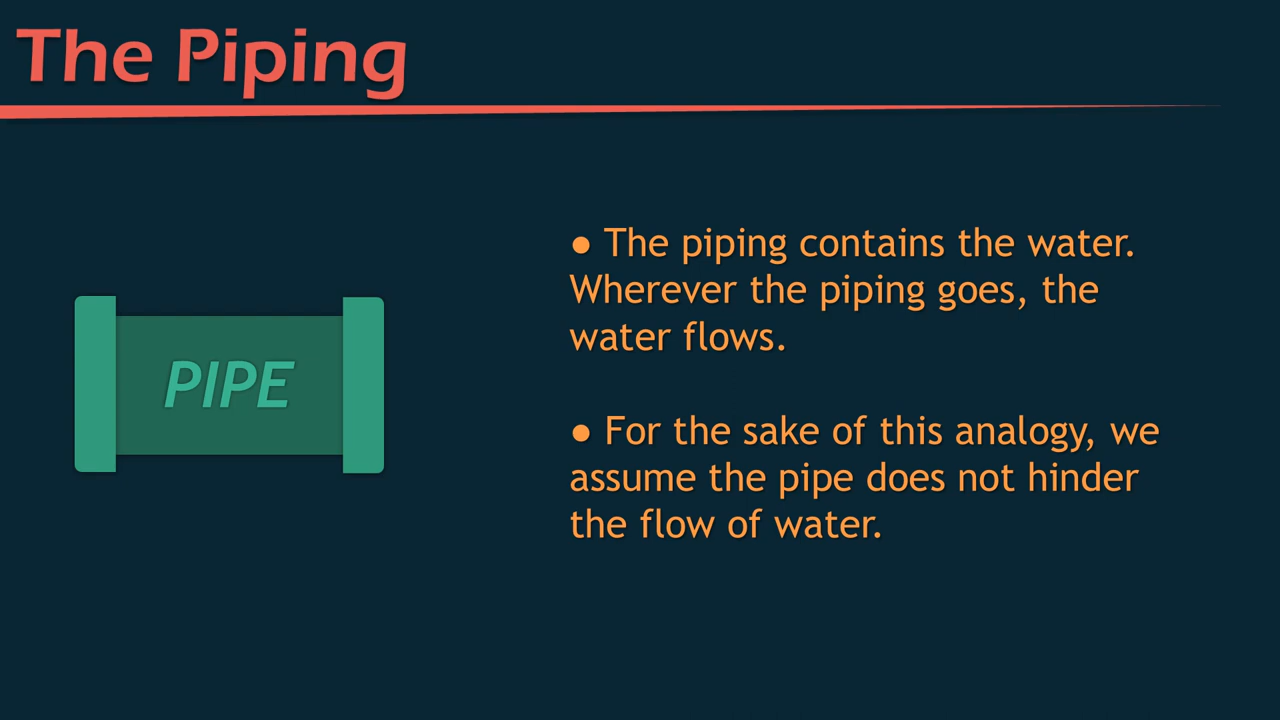 The Piping
● The piping contains the water.
Wherever the piping goes, the
water flows.
PIPE
● For the sake of this analogy, we
assume the pipe does not hinder
the flow of water.